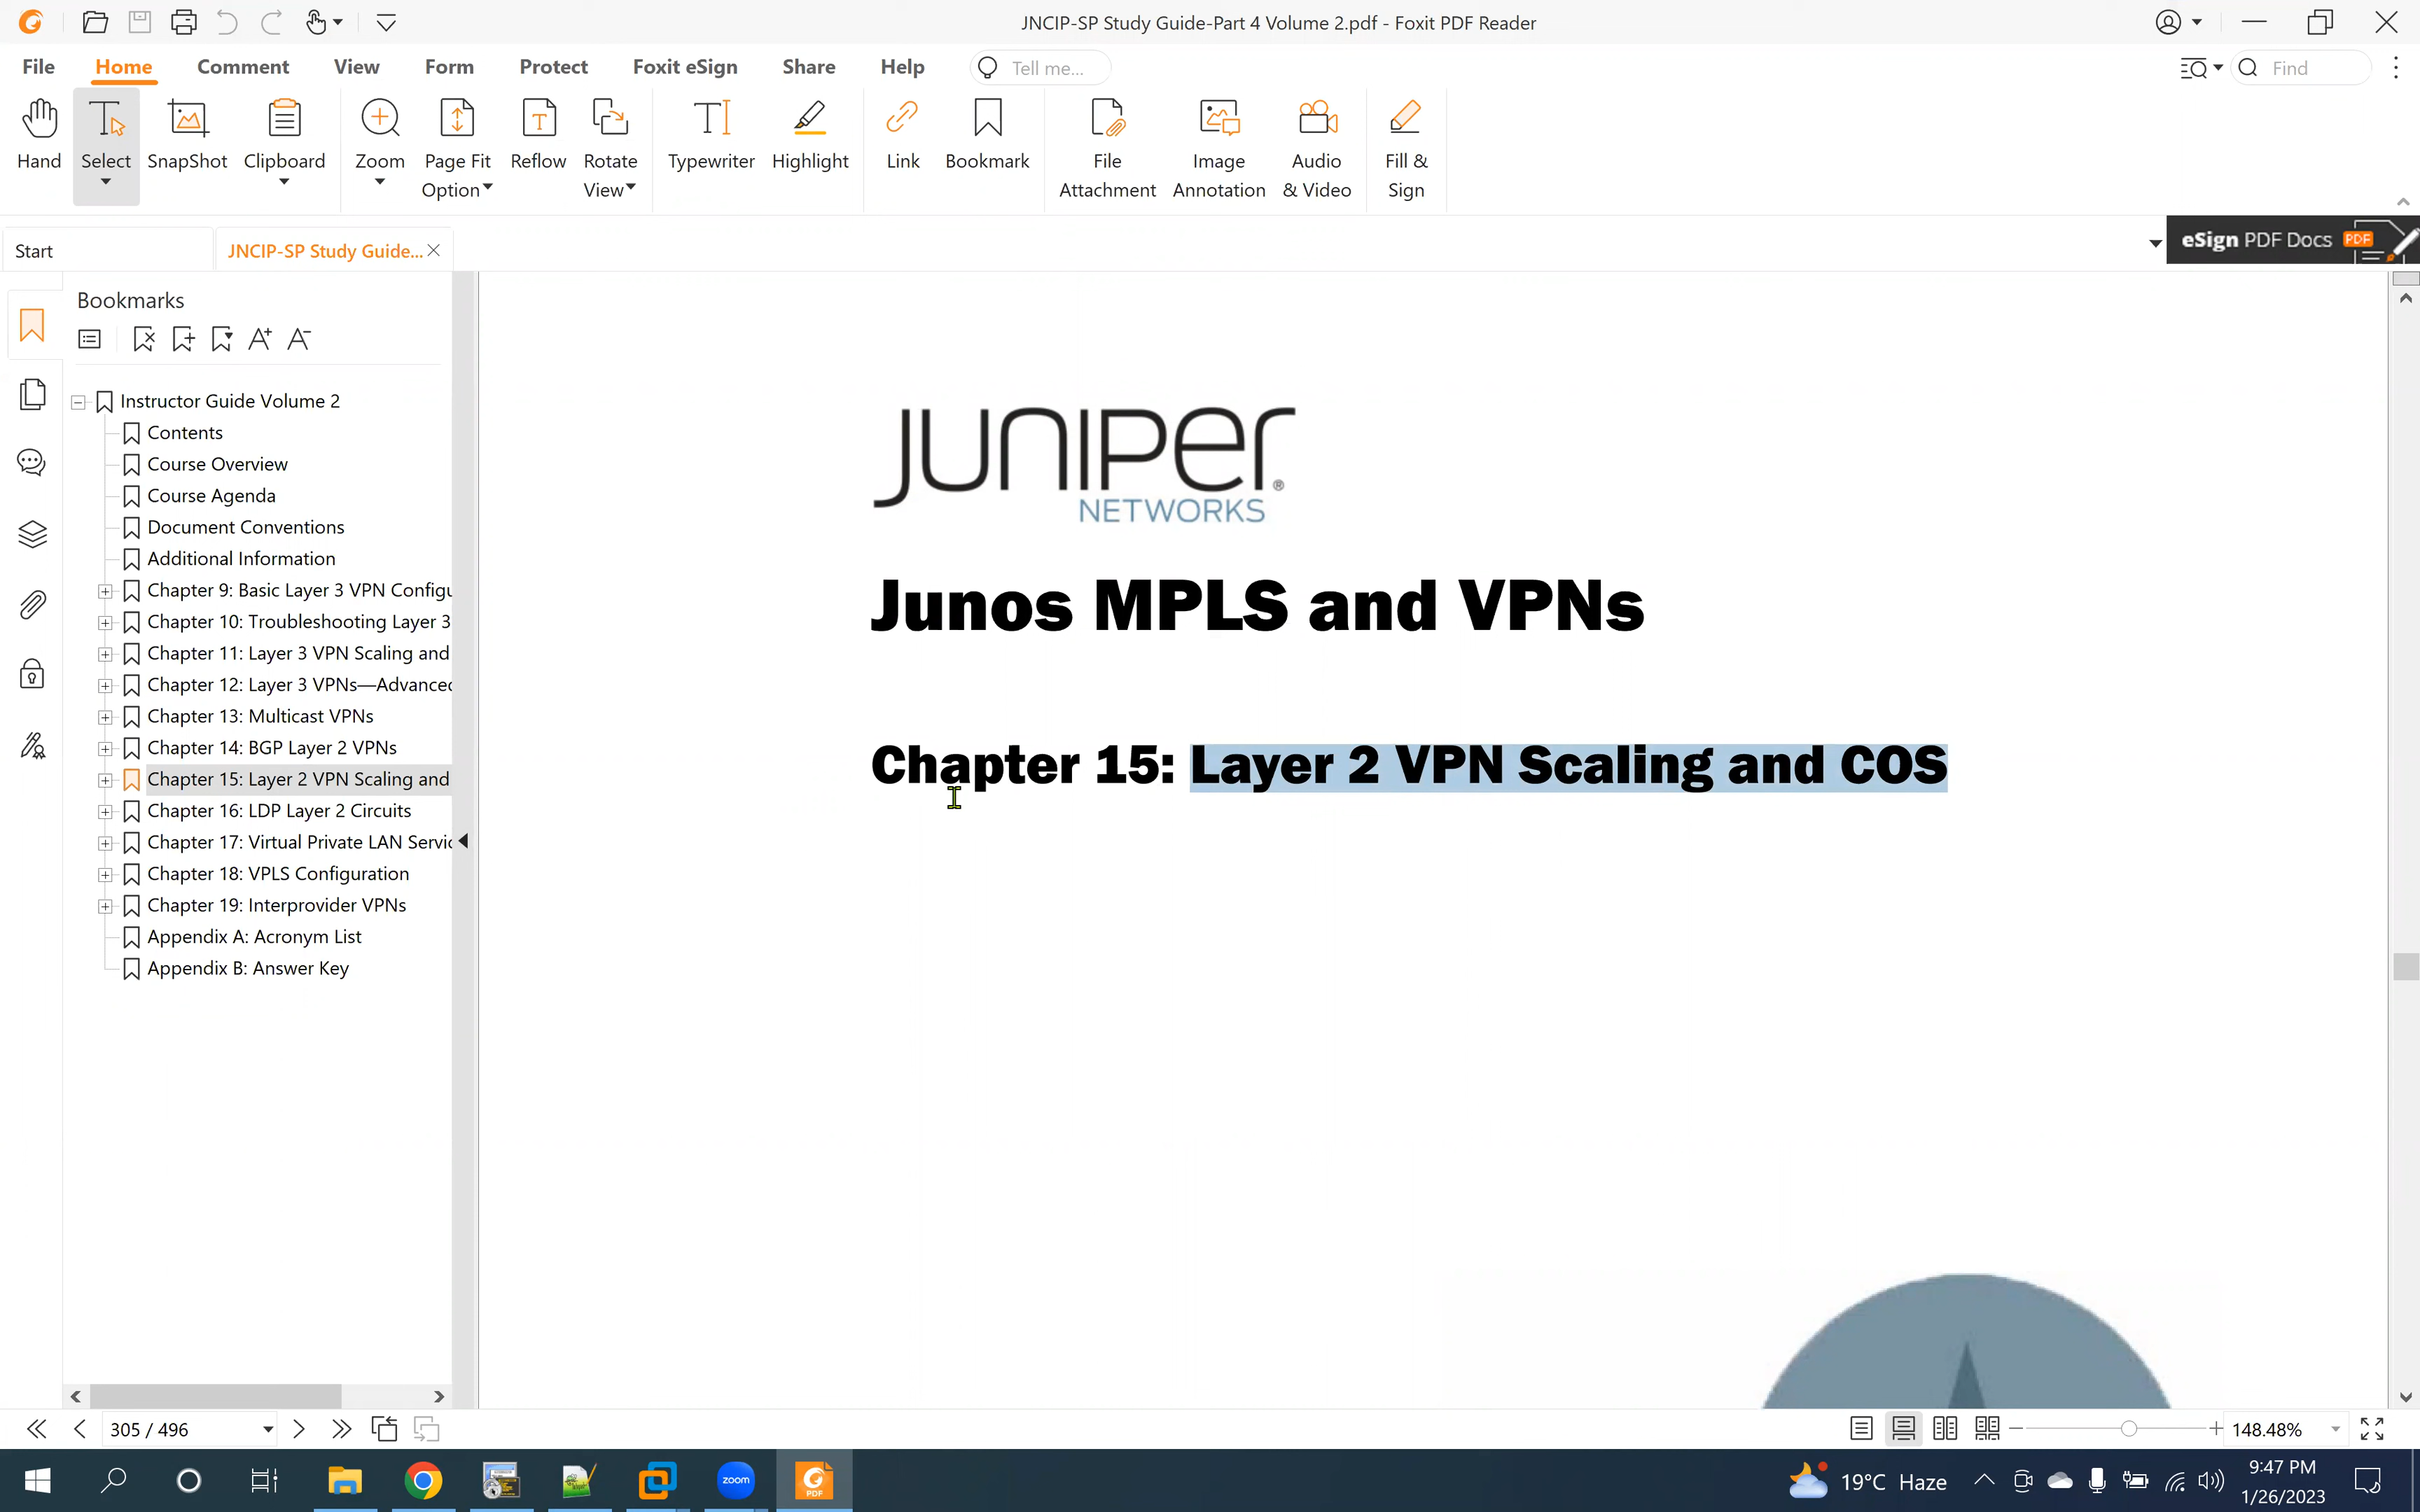 JNCIP-SP Study Guide-Part 4 Volume 2.pdf - Foxit PDF Reader
File Home Comment View Form Protect Foxit eSign Share Help Tell me... Find
Hand Select SnapShot Clipboard Zoom Page Fit Option Reflow Rotate View Typewriter Highlight Link Bookmark File Attachment Image Annotation Audio & Video Fill & Sign
Start JNCIP-SP Study Guide... eSign PDF Docs PDF
Bookmarks
Instructor Guide Volume 2
Contents
Course Overview
Course Agenda
Document Conventions
Additional Information
Chapter 9: Basic Layer 3 VPN Configu
Chapter 10: Troubleshooting Layer 3
Chapter 11: Layer 3 VPN Scaling and
Chapter 12: Layer 3 VPNs—Advanced
Chapter 13: Multicast VPNs
Chapter 14: BGP Layer 2 VPNs
Chapter 15: Layer 2 VPN Scaling and
Chapter 16: LDP Layer 2 Circuits
Chapter 17: Virtual Private LAN Servic
Chapter 18: VPLS Configuration
Chapter 19: Interprovider VPNs
Appendix A: Acronym List
Appendix B: Answer Key
JUNIPer®
NETWORKS
Junos MPLS and VPNs
Chapter 15: Layer 2 VPN Scaling and COS
305 / 496 148.48%
zoom PDF 19°C Haze 9:47 PM
1/26/2023